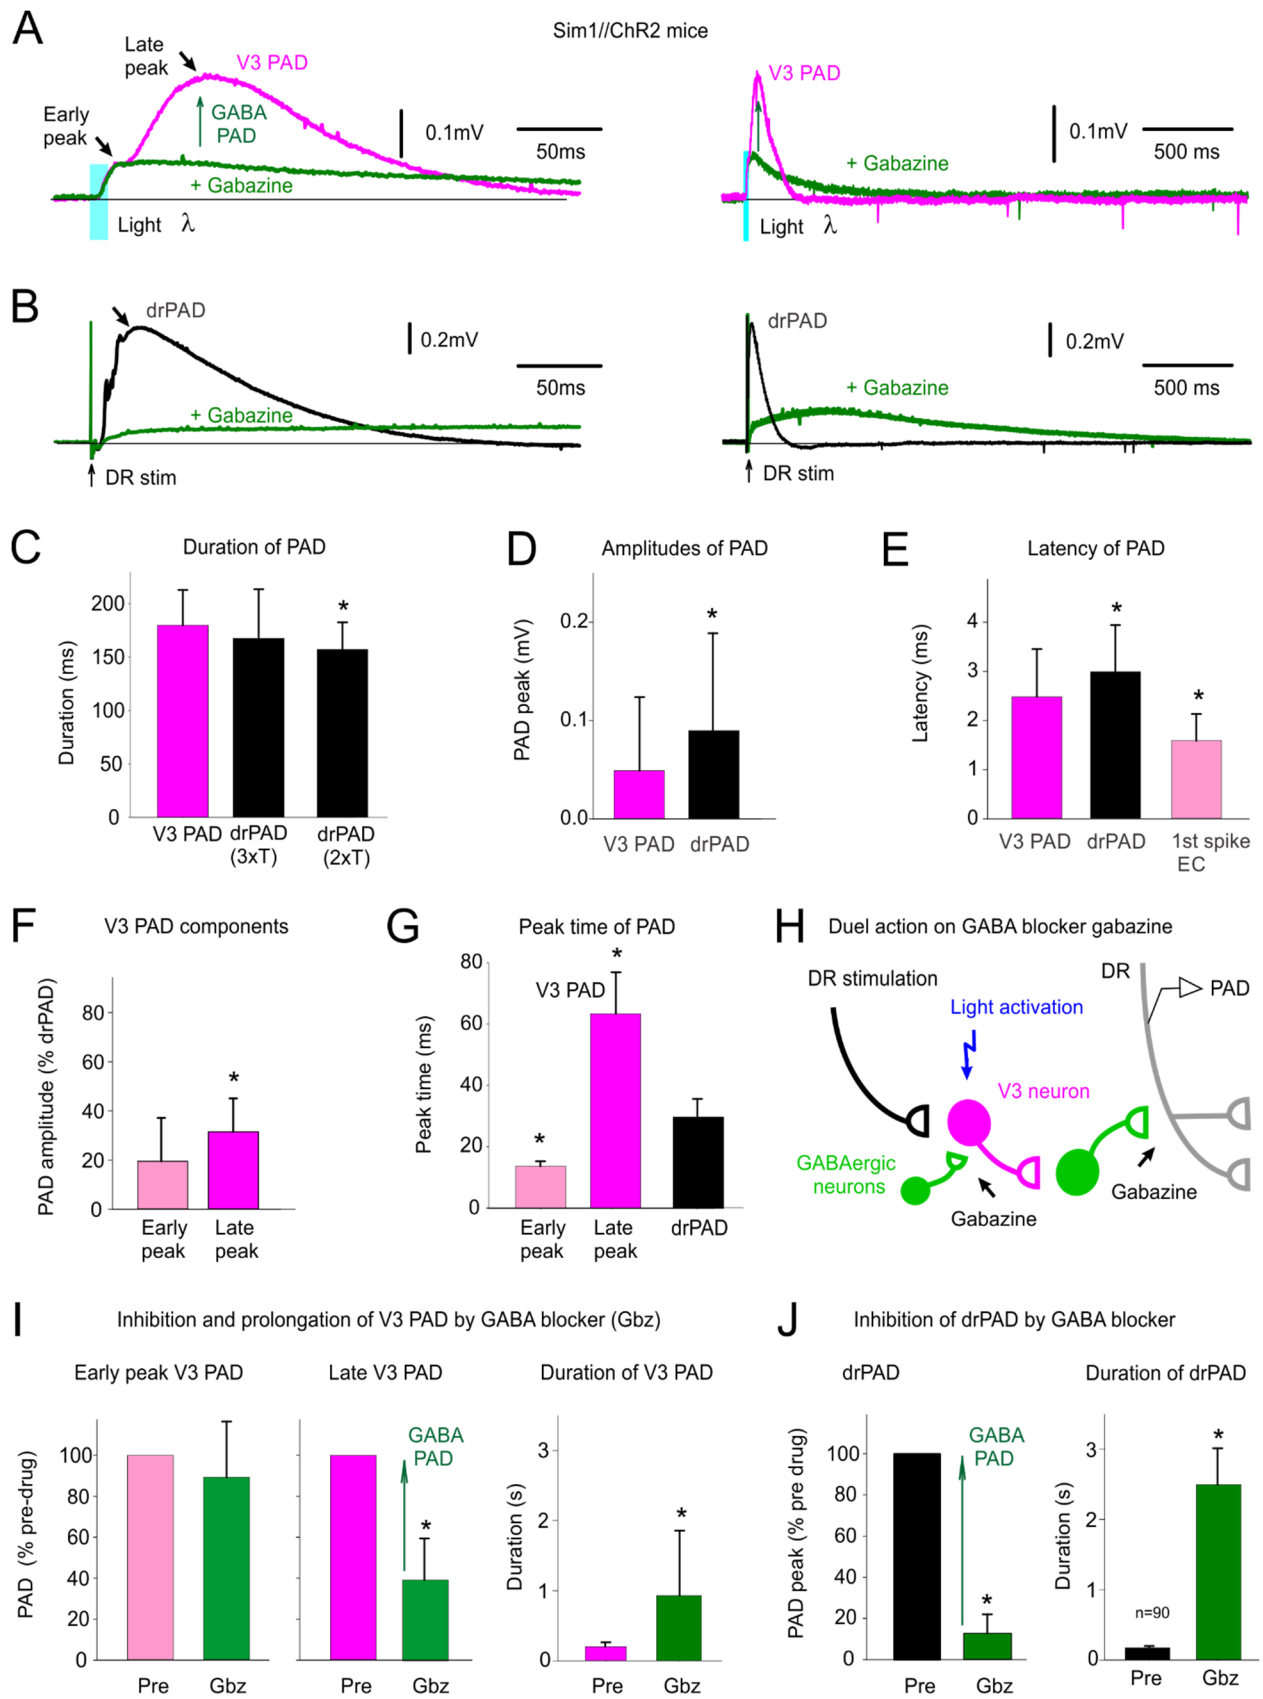 A
Sim1//ChR2 mice
Late
peak
V3 PAD
Early
peak
GABA
PAD
0.1mV
50ms
+ Gabazine
Light λ
V3 PAD
0.1mV
500 ms
+ Gabazine
Light λ
B
drPAD
0.2mV
50ms
+ Gabazine
DR stim
drPAD
0.2mV
500 ms
+ Gabazine
DR stim
C
Duration of PAD
Duration (ms)
200
150
100
50
0
*
V3 PAD
drPAD
(3xT)
drPAD
(2xT)
D
Amplitudes of PAD
PAD peak (mV)
0.2
0.1
0.0
*
V3 PAD
drPAD
E
Latency of PAD
Latency (ms)
4
3
2
1
0
*
*
V3 PAD
drPAD
1st spike
EC
F
V3 PAD components
PAD amplitude (% drPAD)
80
60
40
20
0
*
Early
peak
Late
peak
G
Peak time of PAD
Peak time (ms)
80
60
40
20
0
V3 PAD
*
*
Early
peak
Late
peak
drPAD
H
Duel action on GABA blocker gabazine
DR stimulation
DR
PAD
Light activation
V3 neuron
GABAergic
neurons
Gabazine
Gabazine
I
Inhibition and prolongation of V3 PAD by GABA blocker (Gbz)
Early peak V3 PAD
PAD (% pre-drug)
100
80
60
40
20
0
Pre
Gbz
Late V3 PAD
GABA
PAD
*
Pre
Gbz
Duration of V3 PAD
Duration (s)
3
2
1
0
*
Pre
Gbz
J
Inhibition of drPAD by GABA blocker
drPAD
PAD peak (% pre drug)
100
80
60
40
20
0
GABA
PAD
*
Pre
Gbz
Duration of drPAD
Duration (s)
3
2
1
0
n=90
*
Pre
Gbz